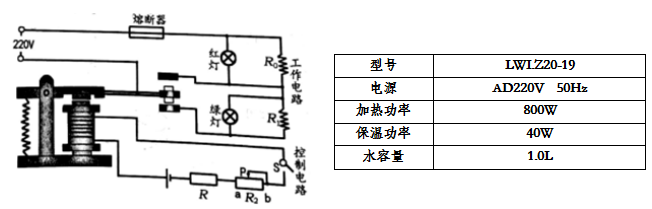 熔断器
220V
红灯
R₀
工作电路
绿灯
R₁
控制电路
S
P
R
a
R₂
b
型号 LWLZ20-19
电源 AD220V 50Hz
加热功率 800W
保温功率 40W
水容量 1.0L